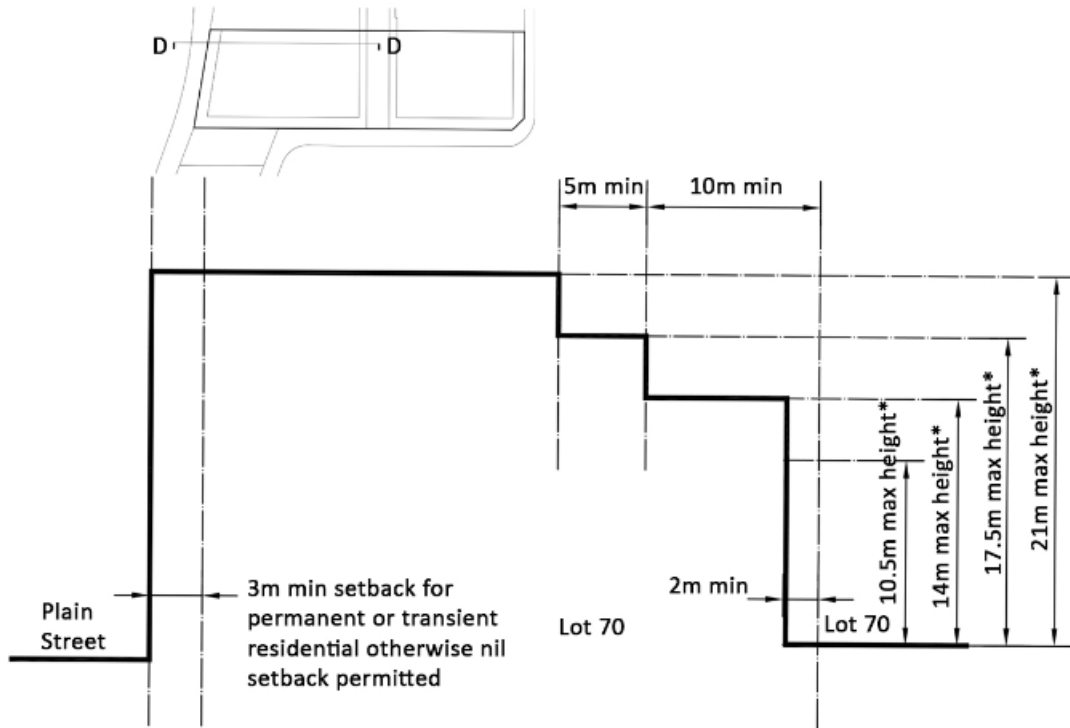 D D
5m min 10m min
10.5m max height*
14m max height*
17.5m max height*
21m max height*
Plain
Street
3m min setback for
permanent or transient
residential otherwise nil
setback permitted
Lot 70
2m min
Lot 70